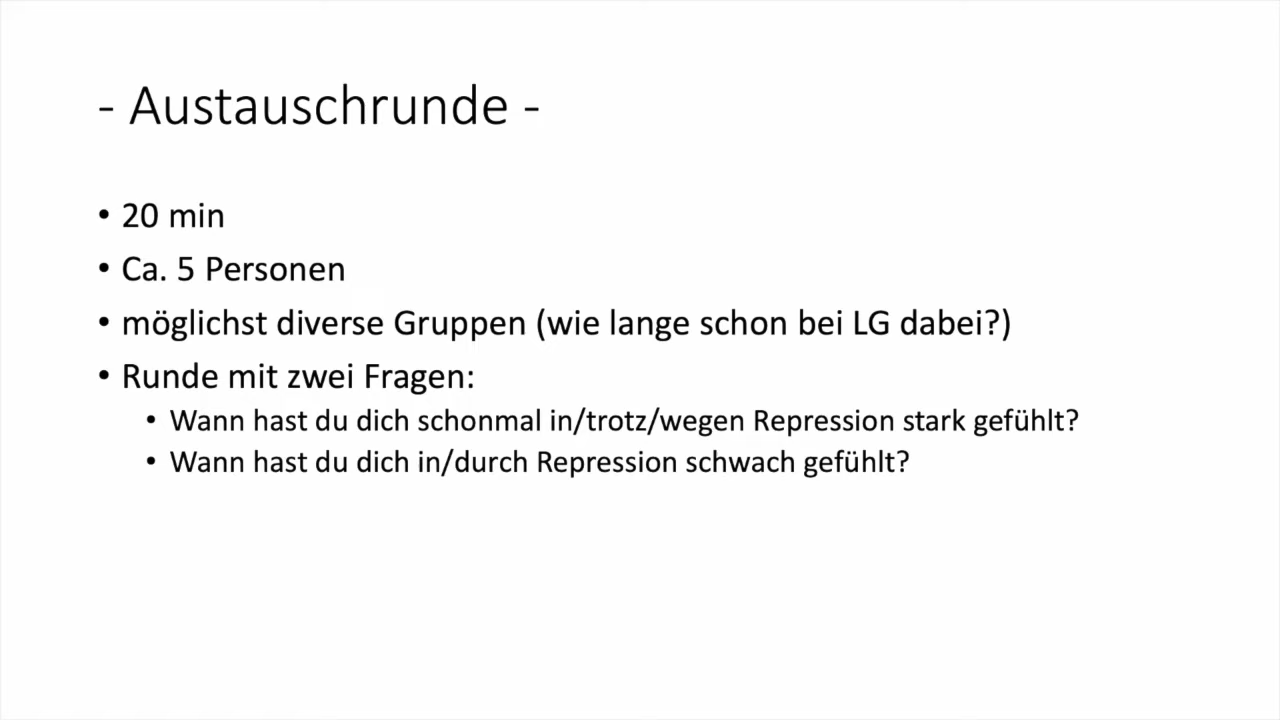 - Austauschrunde -
• 20 min
• Ca. 5 Personen
• möglichst diverse Gruppen (wie lange schon bei LG dabei?)
• Runde mit zwei Fragen:
• Wann hast du dich schonmal in/trotz/wegen Repression stark gefühlt?
• Wann hast du dich in/durch Repression schwach gefühlt?